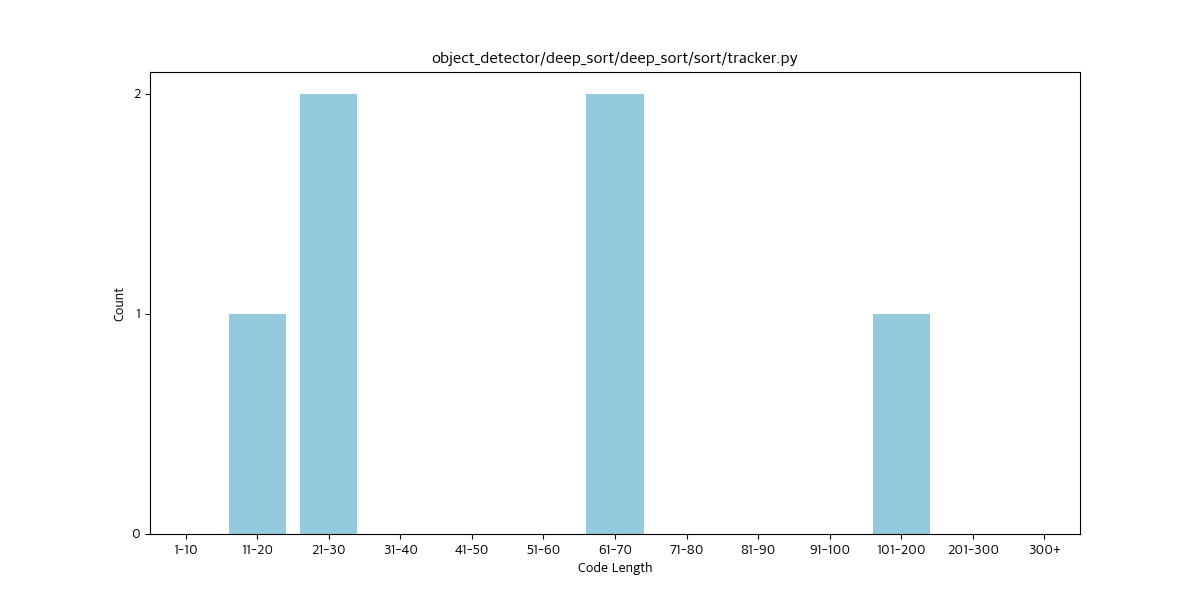 object_detector/deep_sort/deep_sort/sort/tracker.py
Count
2
1
0
1-10 11-20 21-30 31-40 41-50 51-60 61-70 71-80 81-90 91-100 101-200 201-300 300+
Code Length